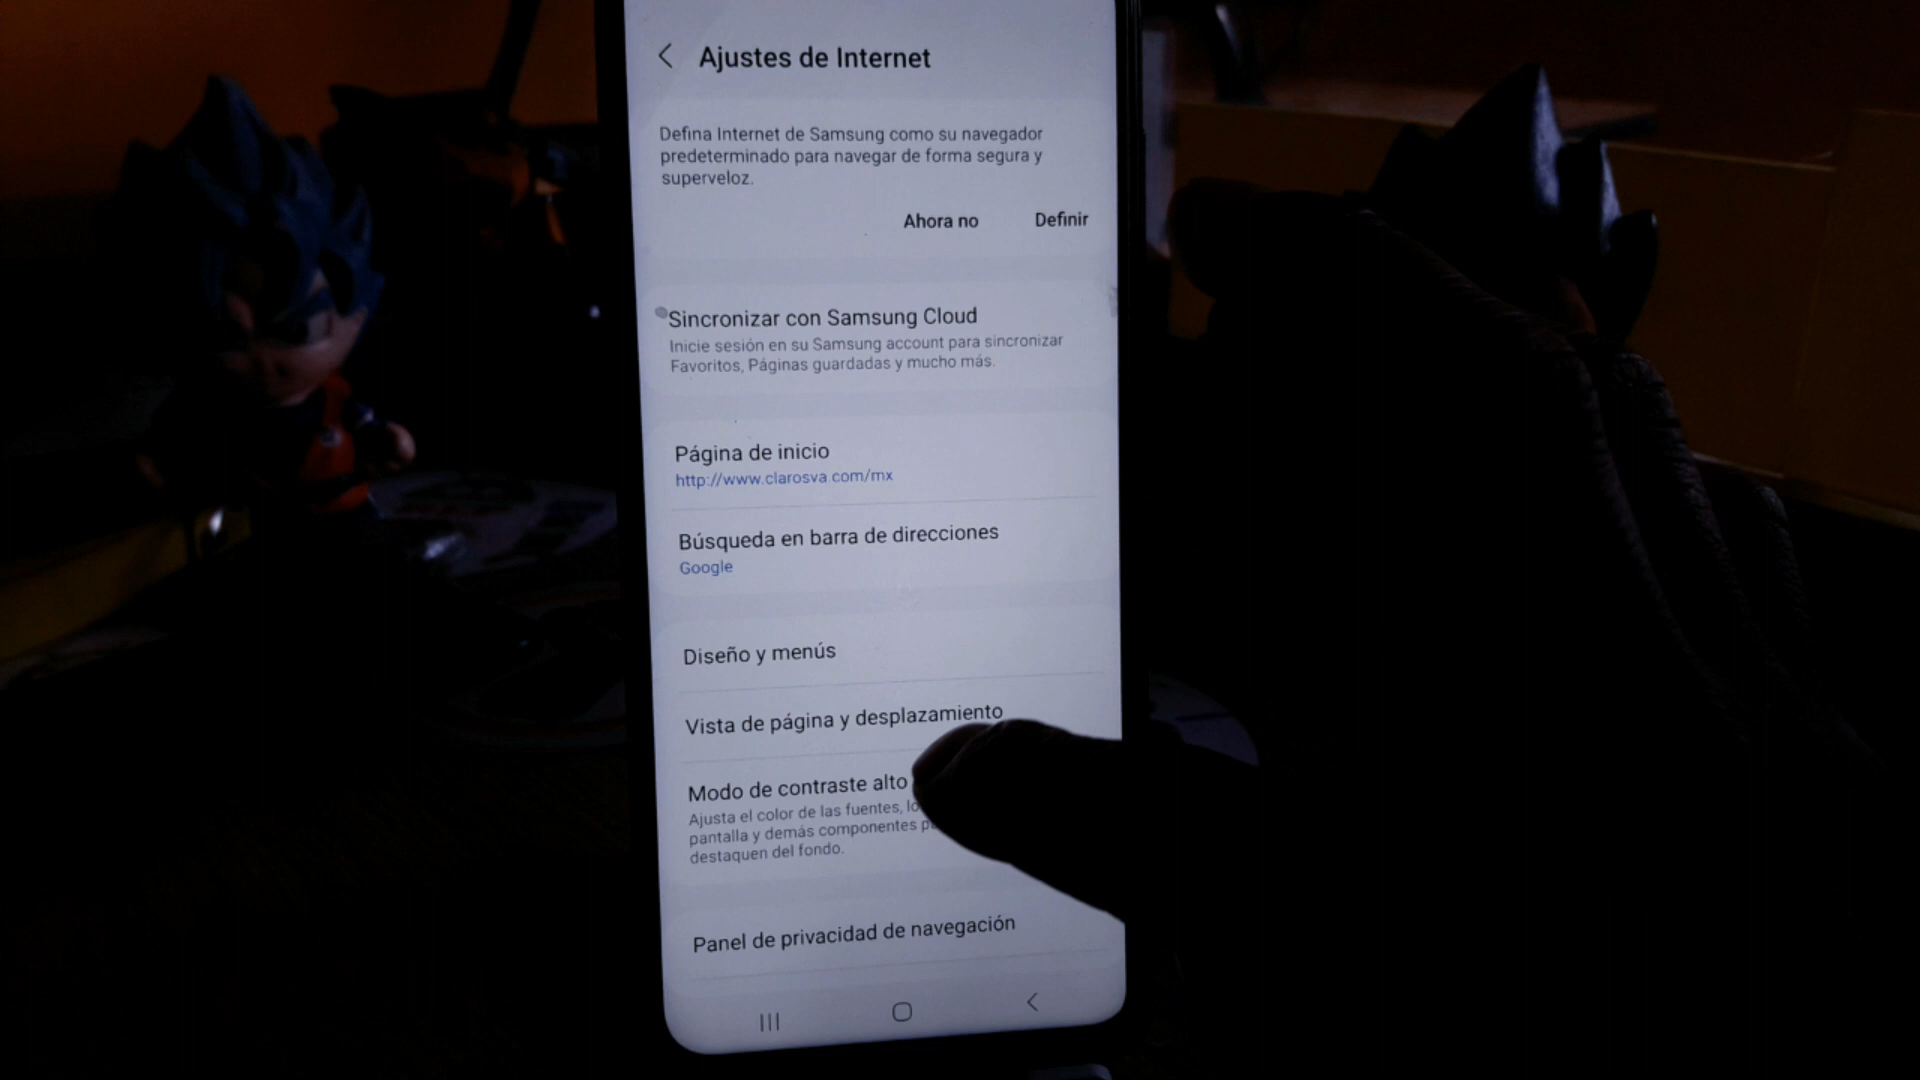 Ajustes de Internet
Defina Internet de Samsung como su navegador
predeterminado para navegar de forma segura y
superveloz.
Ahora no Definir
Sincronizar con Samsung Cloud
Inicie sesión en su Samsung account para sincronizar
Favoritos, Páginas guardadas y mucho más.
Página de inicio
http://www.clarosva.com/mx
Búsqueda en barra de direcciones
Google
Diseño y menús
Vista de página y desplazamiento
Modo de contraste alto
Ajusta el color de las fuentes,
pantalla y demás componentes
destaquen del fondo.
Panel de privacidad de navegación